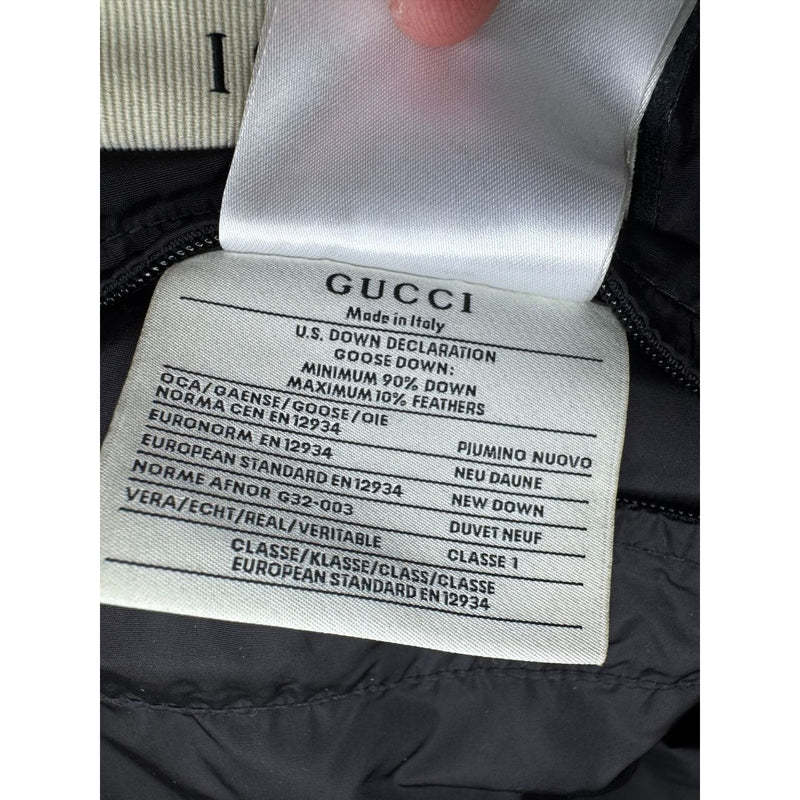 GUCCI
Made in Italy
U.S. DOWN DECLARATION
GOOSE DOWN:
MINIMUM 90% DOWN
MAXIMUM 10% FEATHERS
OCA/GAENSE/GOOSE/OIE
NORMA CEN EN 12934 PIUMINO NUOVO
EURONORM EN 12934 NEU DAUNE
EUROPEAN STANDARD EN 12934 NEW DOWN
NORME AFNOR G32-003 DUVET NEUF
VERA/ECHT/REAL/VERITABLE CLASSE 1
CLASSE/KLASSE/CLASS/CLASSE
EUROPEAN STANDARD EN 12934